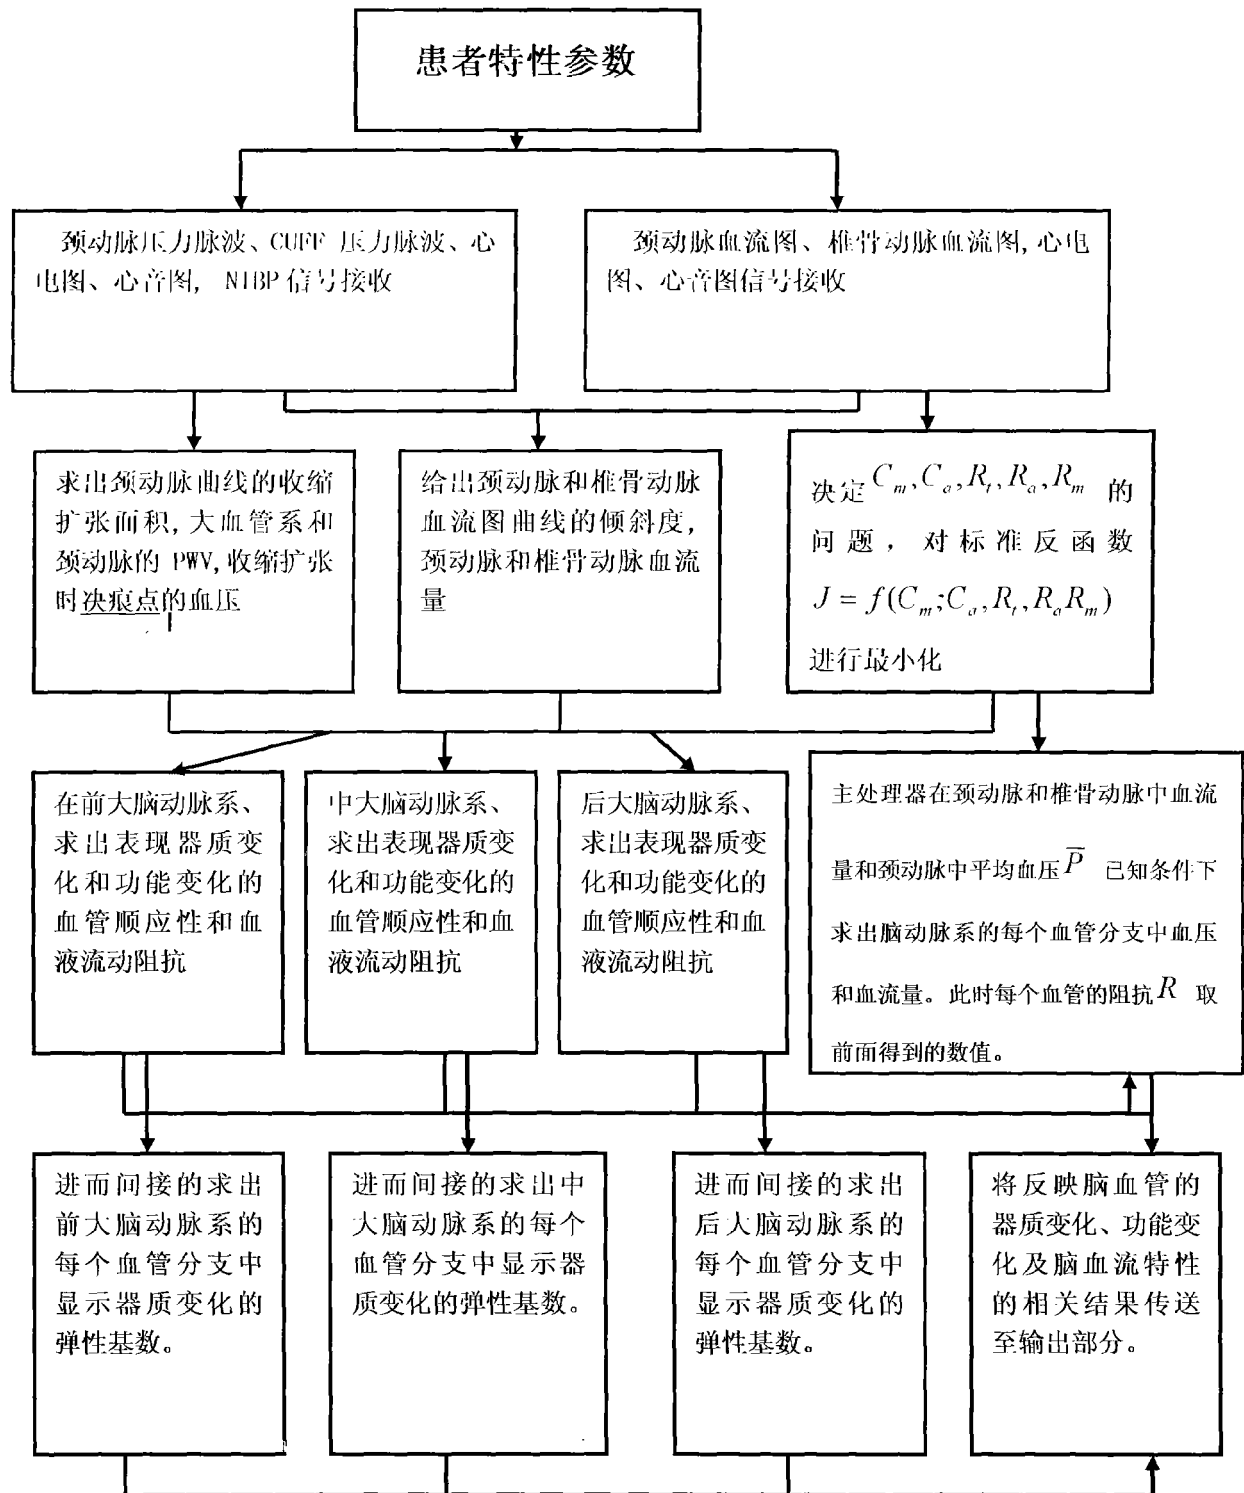 患者特性参数
颈动脉压力脉波、CUFF 压力脉波、心
电图、心音图, NIBP信号接收
颈动脉血流图、椎骨动脉血流图,心电
图、心音图信号接收
求出颈动脉曲线的收缩
扩张面积,大血管系和
颈动脉的 PWV,收缩扩张
时决痕点的血压
给出颈动脉和椎骨动脉
血流图曲线的倾斜度,
颈动脉和椎骨动脉血流
量
决定 C_m, C_a, R_t, R_a, R_m 的
问题，对标准反函数
J = f(C_m; C_a, R_t, R_a R_m)
进行最小化
在前大脑动脉系、
求出表现器质变
化和功能变化的
血管顺应性和血
液流动阻抗
中大脑动脉系、
求出表现器质变
化和功能变化的
血管顺应性和血
液流动阻抗
后大脑动脉系、
求出表现器质变
化和功能变化的
血管顺应性和血
液流动阻抗
主处理器在颈动脉和椎骨动脉中血流
量和颈动脉中平均血压 P̅ 已知条件下
求出脑动脉系的每个血管分支中血压
和血流量。此时每个血管的阻抗 R 取
前面得到的数值。
进而间接的求出
前大脑动脉系的
每个血管分支中
显示器质变化的
弹性基数。
进而间接的求出中
大脑动脉系的每个
血管分支中显示器
质变化的弹性基数。
进而间接的求出
后大脑动脉系的
每个血管分支中
显示器质变化的
弹性基数。
将反映脑血管的
器质变化、功能变
化及脑血流特性
的相关结果传送
至输出部分。